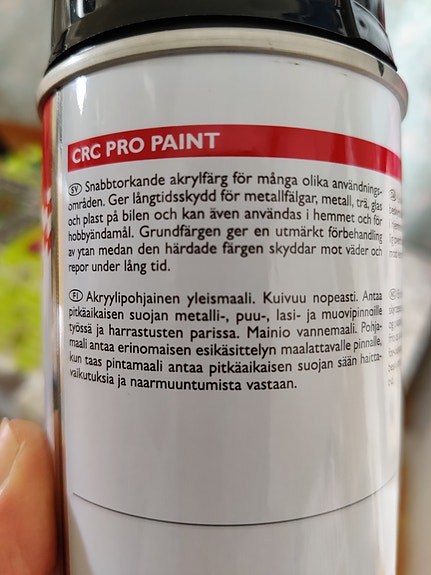 CRC PRO PAINT
SV Snabbtorkande akrylfärg för många olika användnings-
områden. Ger långtidsskydd för metallfälgar, metall, trä, glas
och plast på bilen och kan även användas i hemmet och för
hobbyändamål. Grundfärgen ger en utmärkt förbehandling
av ytan medan den härdade färgen skyddar mot väder och
repor under lång tid.
FI Akryylipohjainen yleismaali. Kuivuu nopeasti. Antaa
pitkäaikaisen suojan metalli-, puu-, lasi- ja muovipinnoille
työssä ja harrastusten parissa. Mainio vannemaali. Pohja-
maali antaa erinomaisen esikäsittelyn maalattavalle pinnalle,
kun taas pintamaali antaa pitkäaikaisen suojan sään haitta-
vaikutuksia ja naarmuuntumista vastaan.